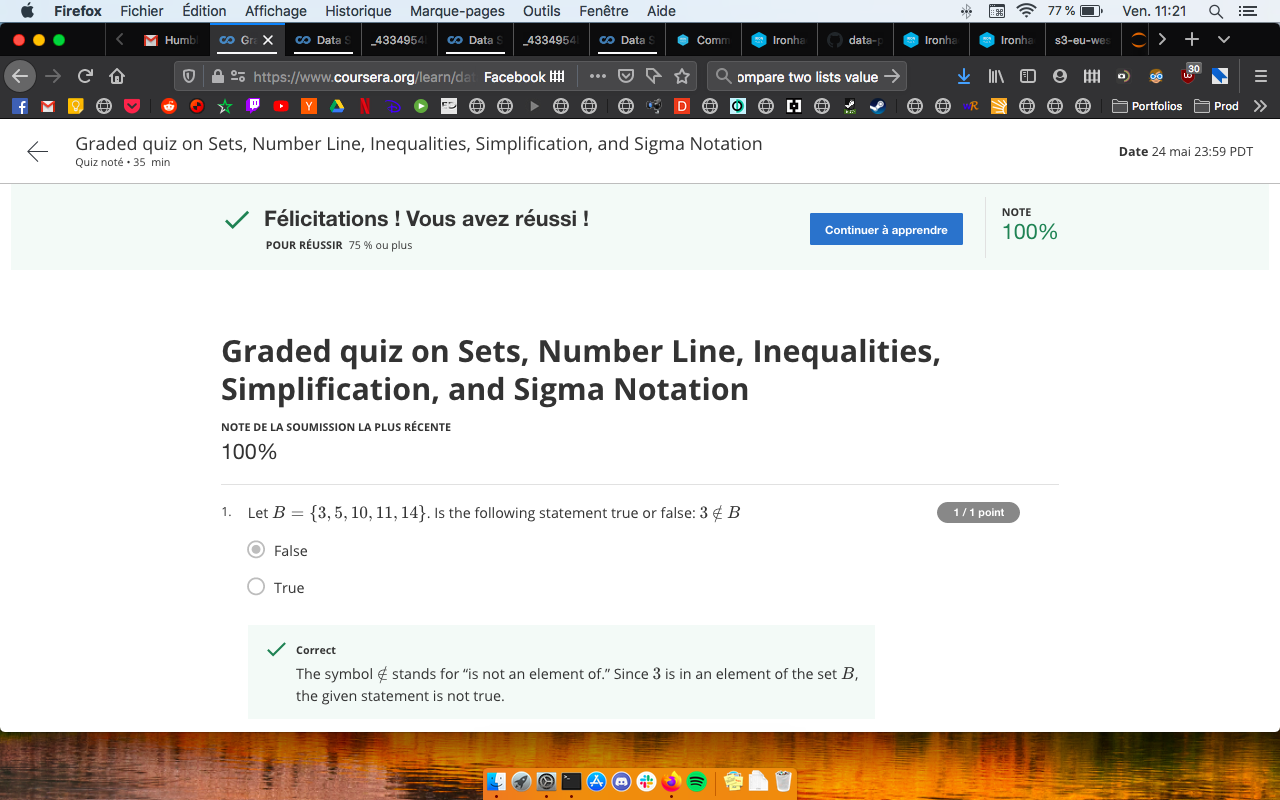 Firefox Fichier Édition Affichage Historique Marque-pages Outils Fenêtre Aide 77 % Ven. 11:21
Humbl Gra Data S _4334954 Data S _4334954 Data S Comm Ironha data-p Ironha Ironha s3-eu-wes
https://www.coursera.org/learn/dat Facebook ompare two lists value 30
Portfolios Prod
Graded quiz on Sets, Number Line, Inequalities, Simplification, and Sigma Notation
Quiz noté • 35 min
Date 24 mai 23:59 PDT
Félicitations ! Vous avez réussi !
POUR RÉUSSIR 75 % ou plus
Continuer à apprendre
NOTE
100%
Graded quiz on Sets, Number Line, Inequalities,
Simplification, and Sigma Notation
NOTE DE LA SOUMISSION LA PLUS RÉCENTE
100%
1. Let B = {3, 5, 10, 11, 14}. Is the following statement true or false: 3 ∉ B
1 / 1 point
False
True
Correct
The symbol ∉ stands for “is not an element of.” Since 3 is in an element of the set B,
the given statement is not true.